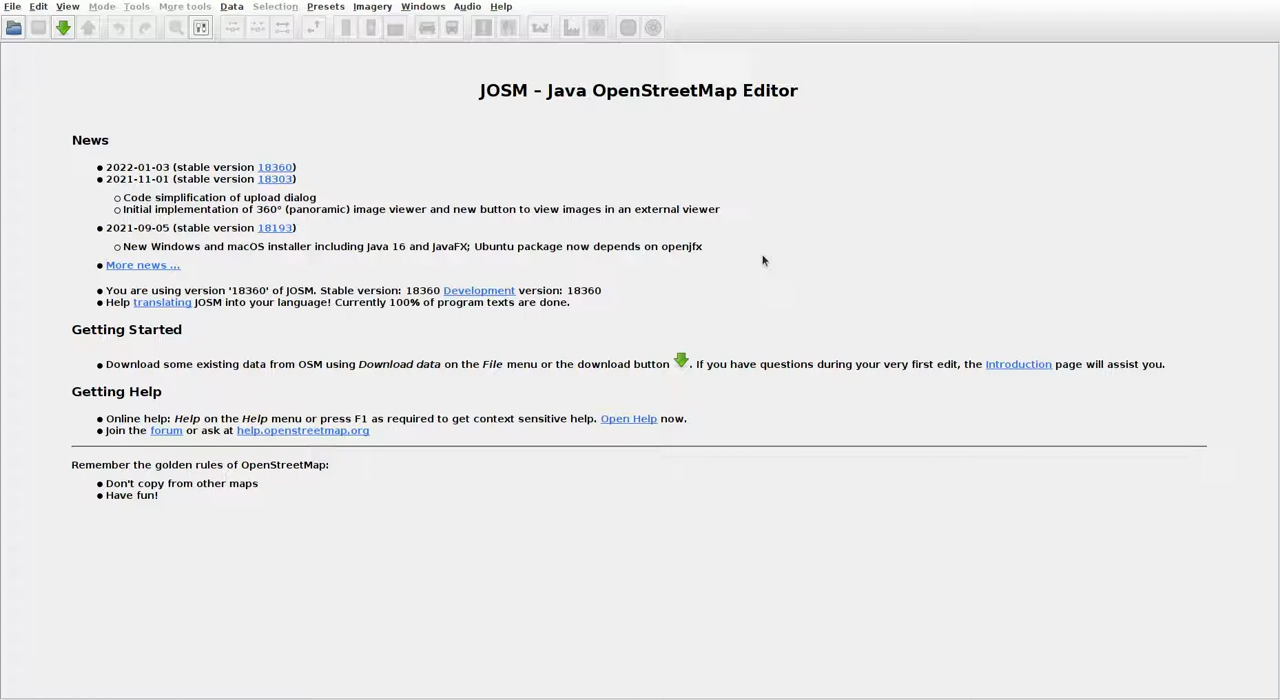 File Edit View Mode Tools More tools Data Selection Presets Imagery Windows Audio Help
JOSM – Java OpenStreetMap Editor
News
2022-01-03 (stable version 18360)
2021-11-01 (stable version 18303)
Code simplification of upload dialog
Initial implementation of 360° (panoramic) image viewer and new button to view images in an external viewer
2021-09-05 (stable version 18193)
New Windows and macOS installer including Java 16 and JavaFX; Ubuntu package now depends on openjfx
More news ...
You are using version '18360' of JOSM. Stable version: 18360 Development version: 18360
Help translating JOSM into your language! Currently 100% of program texts are done.
Getting Started
Download some existing data from OSM using Download data on the File menu or the download button . If you have questions during your very first edit, the Introduction page will assist you.
Getting Help
Online help: Help on the Help menu or press F1 as required to get context sensitive help. Open Help now.
Join the forum or ask at help.openstreetmap.org
Remember the golden rules of OpenStreetMap:
Don't copy from other maps
Have fun!